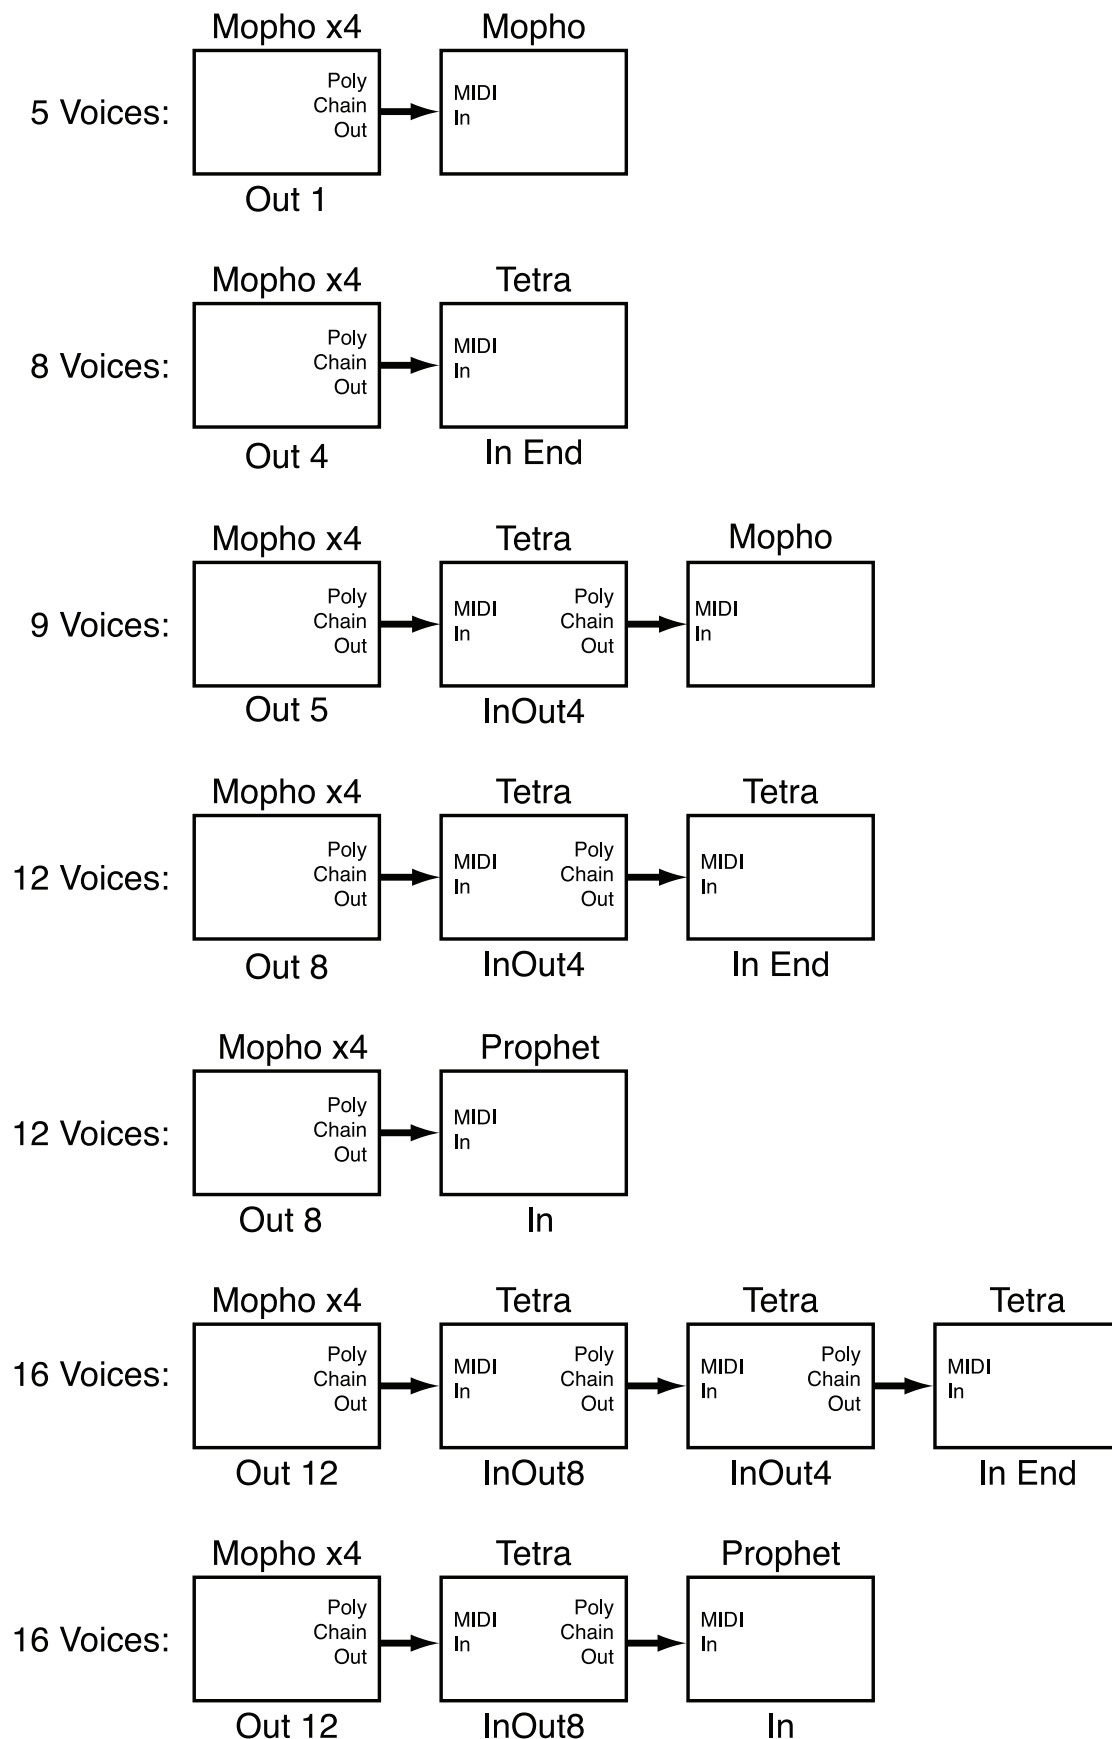 Mopho x4 Mopho
5 Voices:
Poly
Chain
Out
MIDI
In
Out 1
Mopho x4 Tetra
8 Voices:
Poly
Chain
Out
MIDI
In
Out 4 In End
Mopho x4 Tetra Mopho
9 Voices:
Poly
Chain
Out
MIDI
In
Poly
Chain
Out
MIDI
In
Out 5 InOut4
Mopho x4 Tetra Tetra
12 Voices:
Poly
Chain
Out
MIDI
In
Poly
Chain
Out
MIDI
In
Out 8 InOut4 In End
Mopho x4 Prophet
12 Voices:
Poly
Chain
Out
MIDI
In
Out 8 In
Mopho x4 Tetra Tetra Tetra
16 Voices:
Poly
Chain
Out
MIDI
In
Poly
Chain
Out
MIDI
In
Poly
Chain
Out
MIDI
In
Out 12 InOut8 InOut4 In End
Mopho x4 Tetra Prophet
16 Voices:
Poly
Chain
Out
MIDI
In
Poly
Chain
Out
MIDI
In
Out 12 InOut8 In